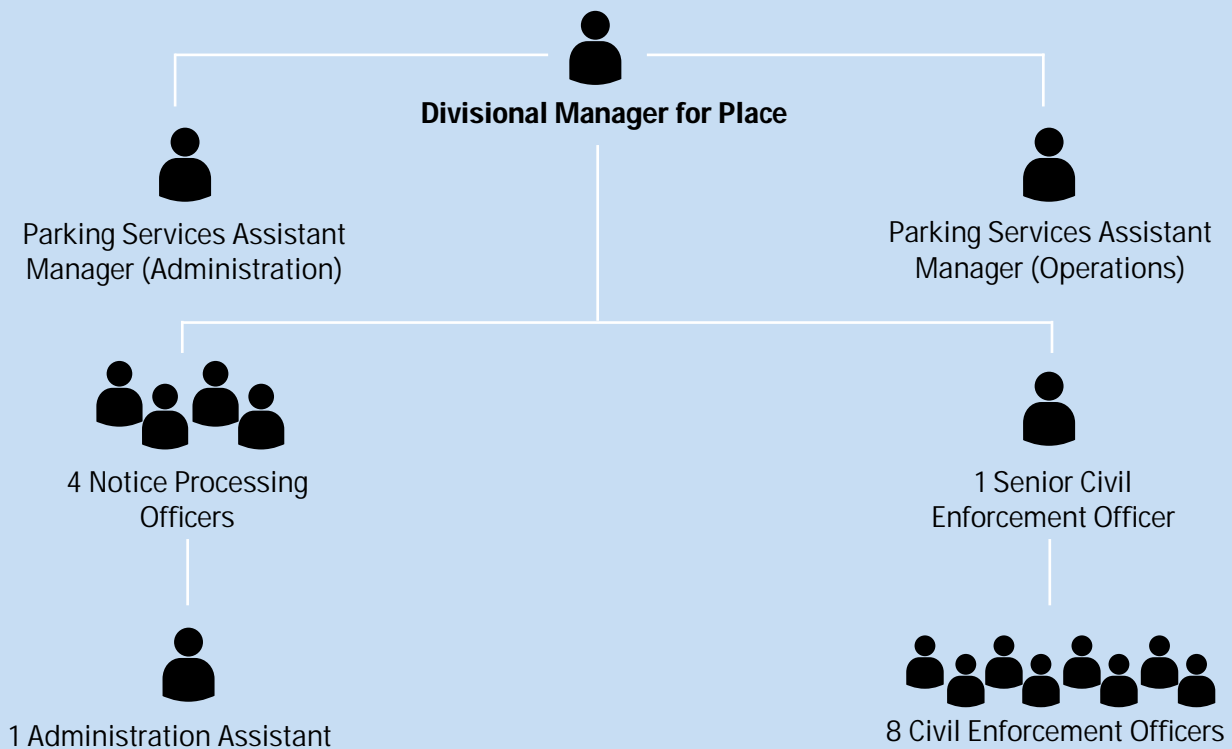 Divisional Manager for Place
Parking Services Assistant
Manager (Administration)
Parking Services Assistant
Manager (Operations)
4 Notice Processing
Officers
1 Senior Civil
Enforcement Officer
1 Administration Assistant
8 Civil Enforcement Officers